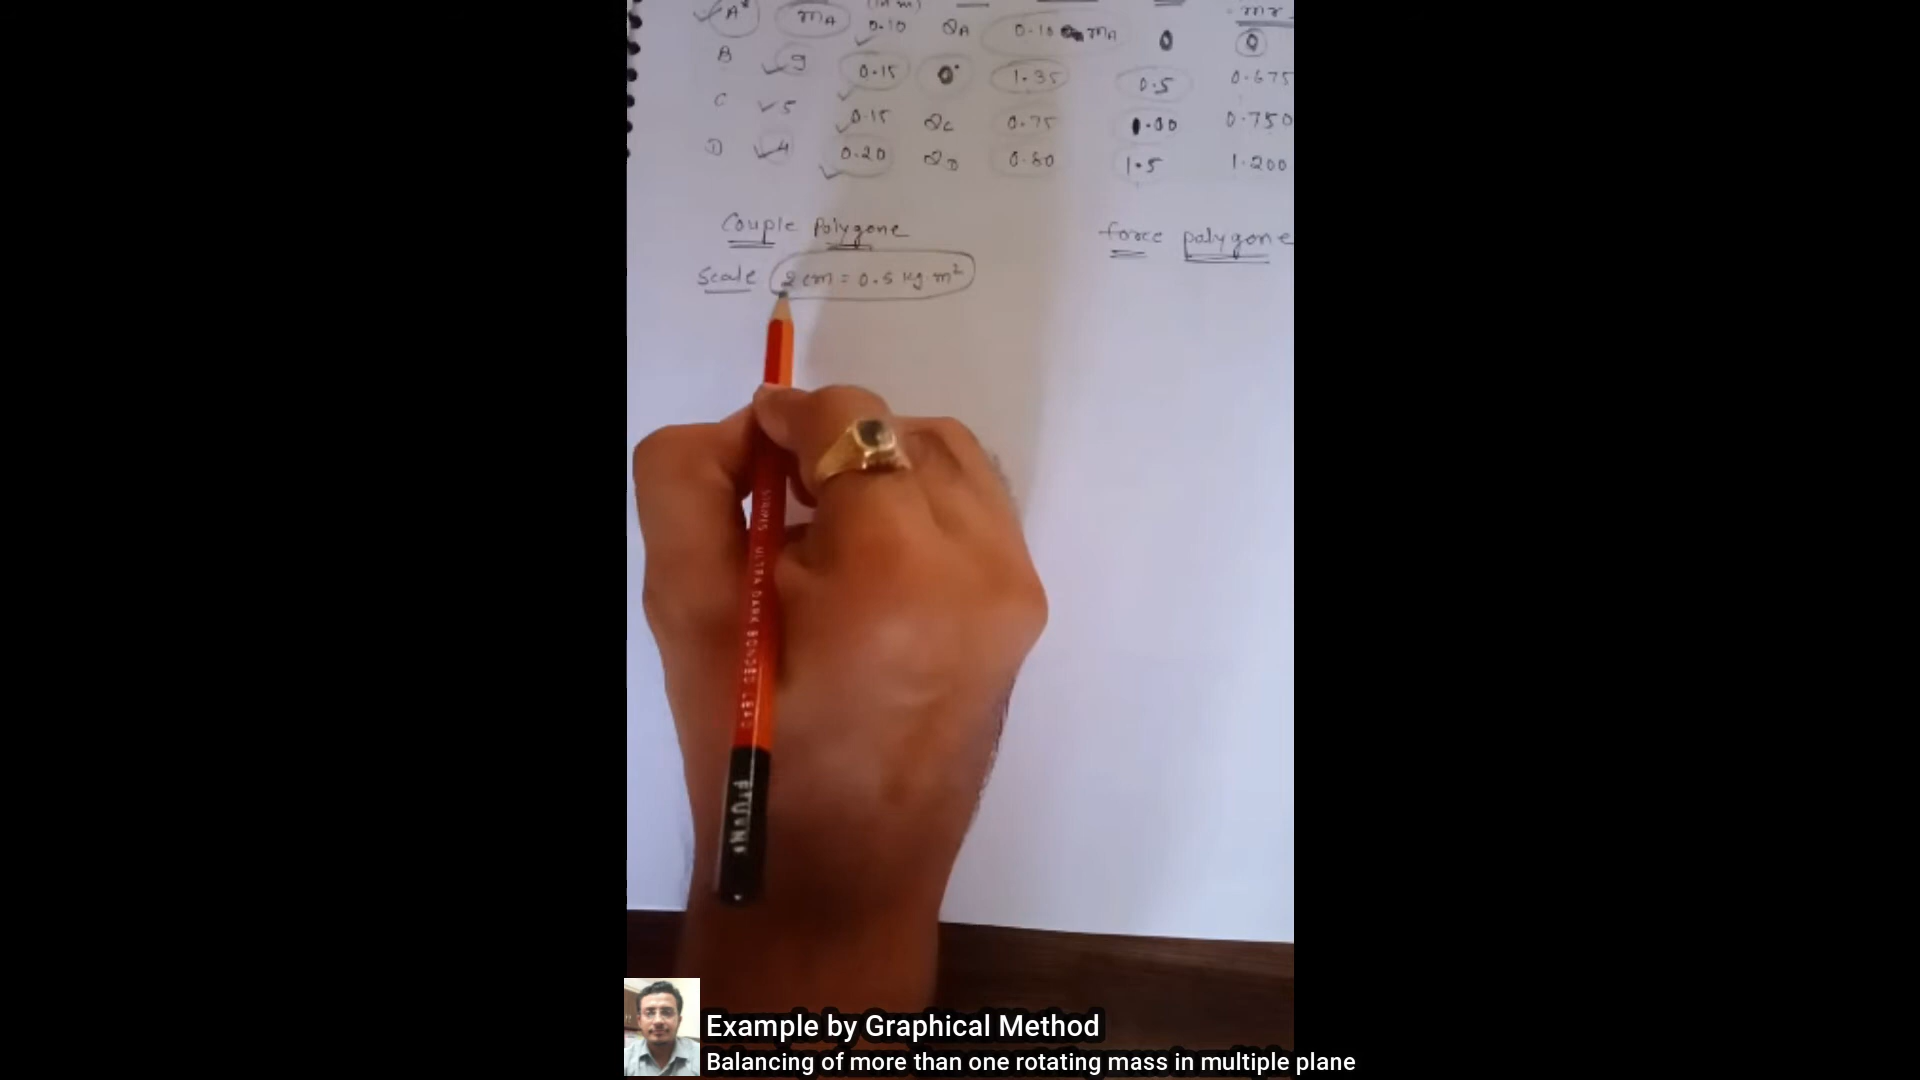 A* mA 0.10 θA 0.10 mA 0 0
B 9 0.15 0° 1.35 0.5 0.675
C 5 0.15 θC 0.75 1.00 0.750
D 4 0.20 θD 0.80 1.5 1.200
Couple Polygone
force polygone
Scale 2 cm = 0.5 kg m²
Example by Graphical Method
Balancing of more than one rotating mass in multiple plane